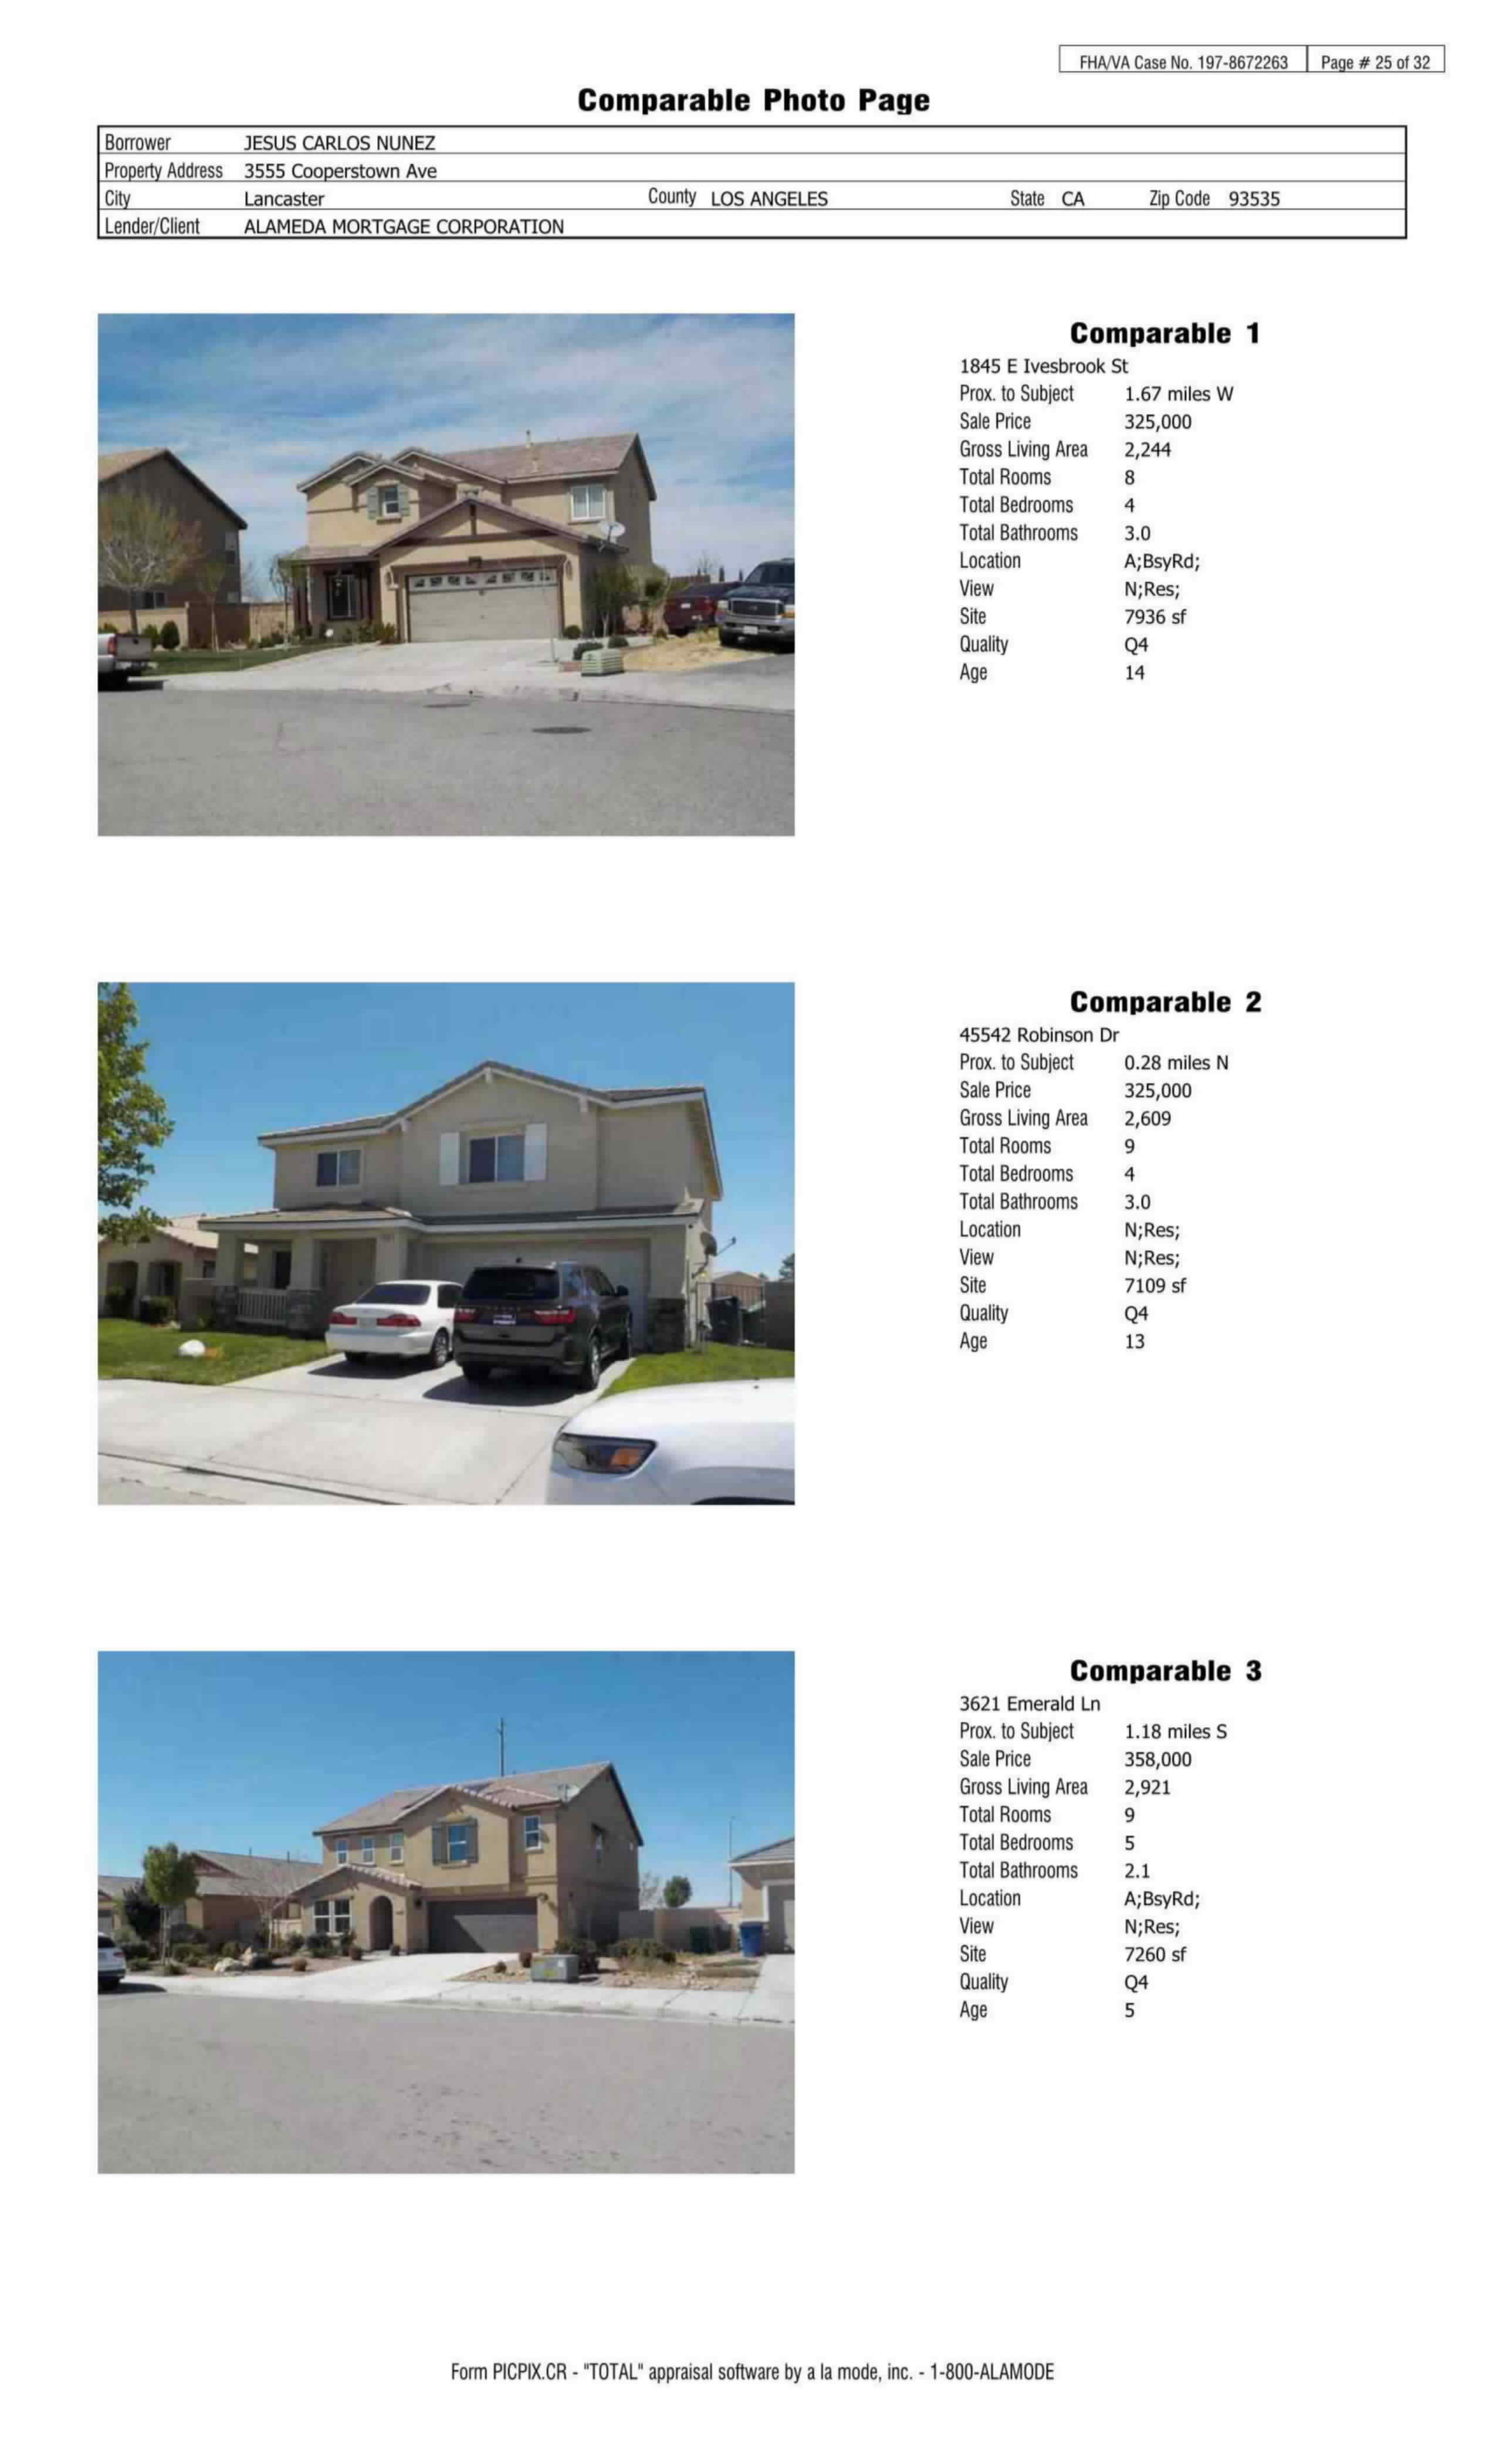 FHA/VA Case No. 197-8672263 Page # 25 of 32
Comparable Photo Page
Borrower JESUS CARLOS NUNEZ
Property Address 3555 Cooperstown Ave
City Lancaster County LOS ANGELES State CA Zip Code 93535
Lender/Client ALAMEDA MORTGAGE CORPORATION
Comparable 1
1845 E Ivesbrook St
Prox. to Subject 1.67 miles W
Sale Price 325,000
Gross Living Area 2,244
Total Rooms 8
Total Bedrooms 4
Total Bathrooms 3.0
Location A;BsyRd;
View N;Res;
Site 7936 sf
Quality Q4
Age 14
Comparable 2
45542 Robinson Dr
Prox. to Subject 0.28 miles N
Sale Price 325,000
Gross Living Area 2,609
Total Rooms 9
Total Bedrooms 4
Total Bathrooms 3.0
Location N;Res;
View N;Res;
Site 7109 sf
Quality Q4
Age 13
Comparable 3
3621 Emerald Ln
Prox. to Subject 1.18 miles S
Sale Price 358,000
Gross Living Area 2,921
Total Rooms 9
Total Bedrooms 5
Total Bathrooms 2.1
Location A;BsyRd;
View N;Res;
Site 7260 sf
Quality Q4
Age 5
Form PICPIX.CR - "TOTAL" appraisal software by a la mode, inc. - 1-800-ALAMODE